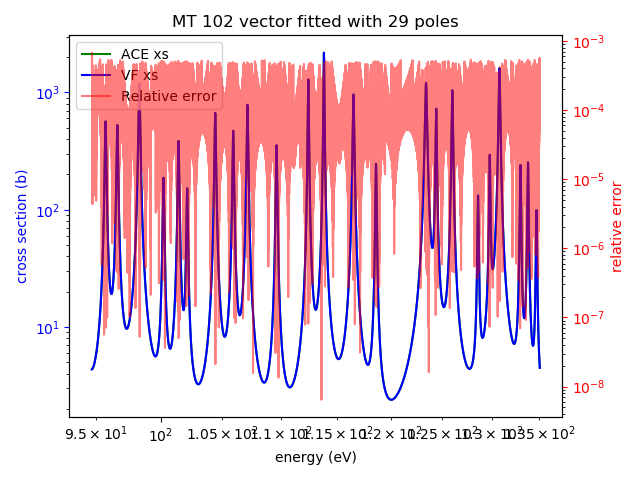 MT 102 vector fitted with 29 poles
ACE xs
VF xs
Relative error
cross section (b)
10³
10²
10¹
relative error
10⁻³
10⁻⁴
10⁻⁵
10⁻⁶
10⁻⁷
10⁻⁸
9.5 × 10¹ 10² 1.05 × 10² 1.1 × 10² 1.15 × 10² 1.2 × 10² 1.25 × 10² 1.3 × 10² 1.35 × 10²
energy (eV)